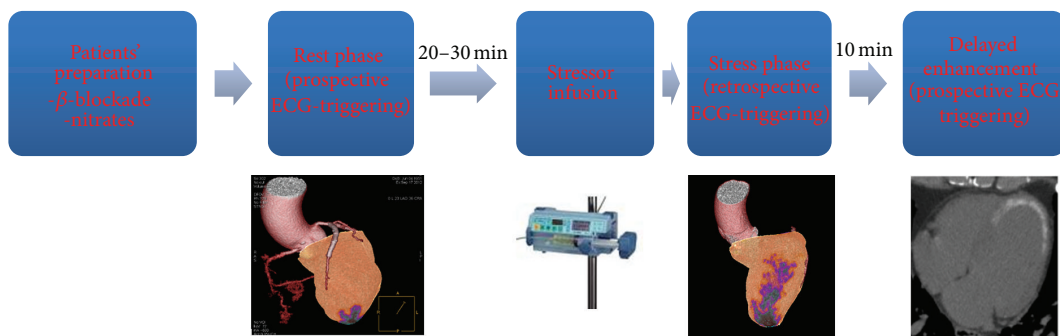 Patients'
preparation
-β-blockade
-nitrates-
Rest phase
(prospective
ECG-triggering)
20–30 min
Stressor
infusion
Stress phase
(retrospective
ECG-triggering)
10 min
Delayed
enhancement
(prospective ECG
triggering)